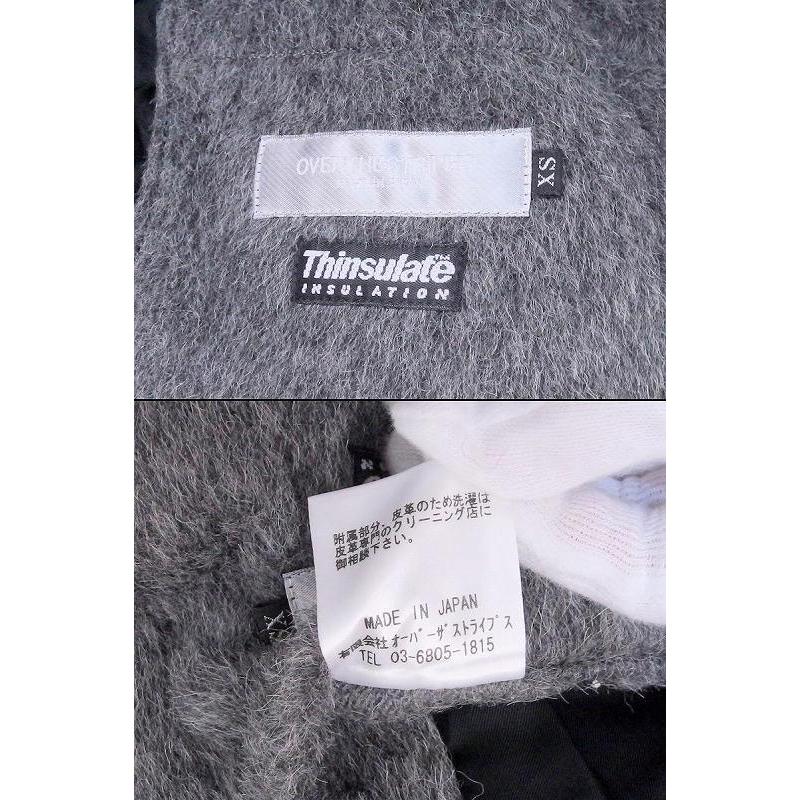 XS
Thinsulate™
INSULATION
附属部分、皮革のため洗濯は
皮革専門のクリーニング店に
御相談下さい。
MADE IN JAPAN
有限会社オーバーザストライプス
TEL 03-6805-1815